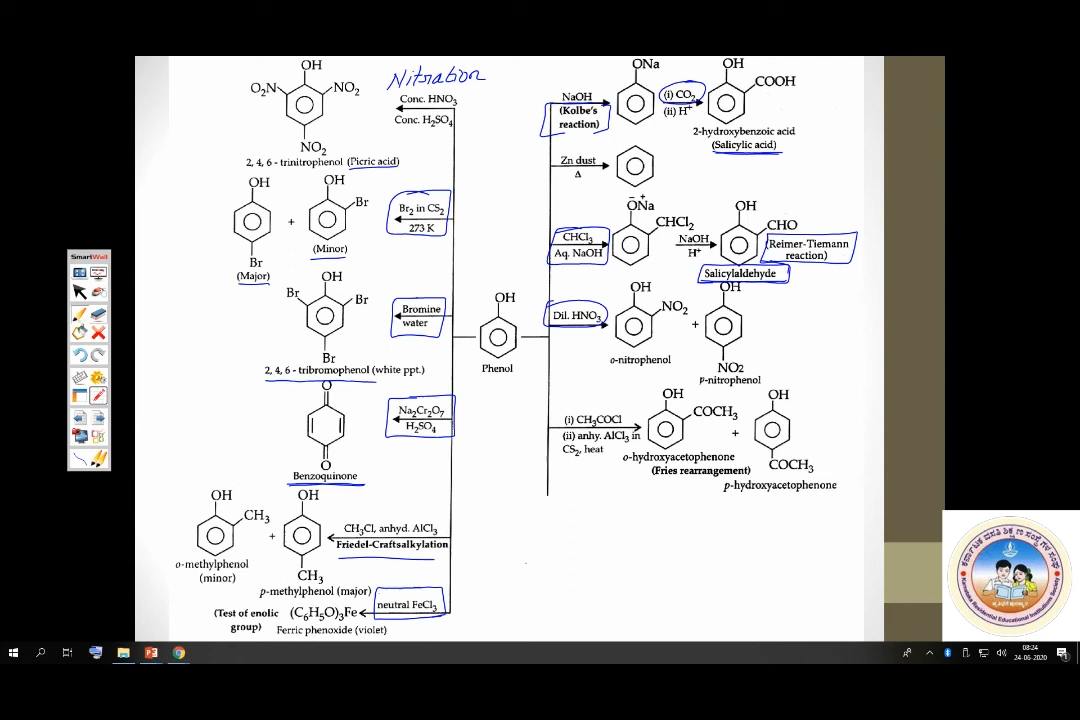 Nitration
OH
O₂N
NO₂
NO₂
2, 4, 6 - trinitrophenol (Picric acid)
Conc. HNO₃
Conc. H₂SO₄
OH
Br
(Major)
+
OH
Br
(Minor)
Br₂ in CS₂
273 K
OH
Br
Br
Br
2, 4, 6 - tribromophenol (white ppt.)
Bromine
water
O
O
Benzoquinone
Na₂Cr₂O₇
H₂SO₄
OH
CH₃
o-methylphenol
(minor)
+
OH
CH₃
p-methylphenol (major)
CH₃Cl, anhyd. AlCl₃
Friedel-Craftsalkylation
neutral FeCl₃
(Test of enolic
group)
(C₆H₅O)₃Fe
Ferric phenoxide (violet)
OH
Phenol
NaOH
(Kolbe's
reaction)
ONa
(i) CO₂
(ii) H⁺
OH
COOH
2-hydroxybenzoic acid
(Salicylic acid)
Zn dust
Δ
CHCl₃
Aq. NaOH
– +
ONa
CHCl₂
NaOH
H⁺
OH
CHO
Salicylaldehyde
(Reimer-Tiemann
reaction)
Dil. HNO₃
OH
NO₂
o-nitrophenol
+
OH
NO2
p-nitrophenol
(i) CH₃COCl
(ii) anhy. AlCl₃ in
CS₂, heat
OH
COCH₃
o-hydroxyacetophenone
(Fries rearrangement)
+
OH
COCH₃
p-hydroxyacetophenone
SmartWall
08:24
24-06-2020